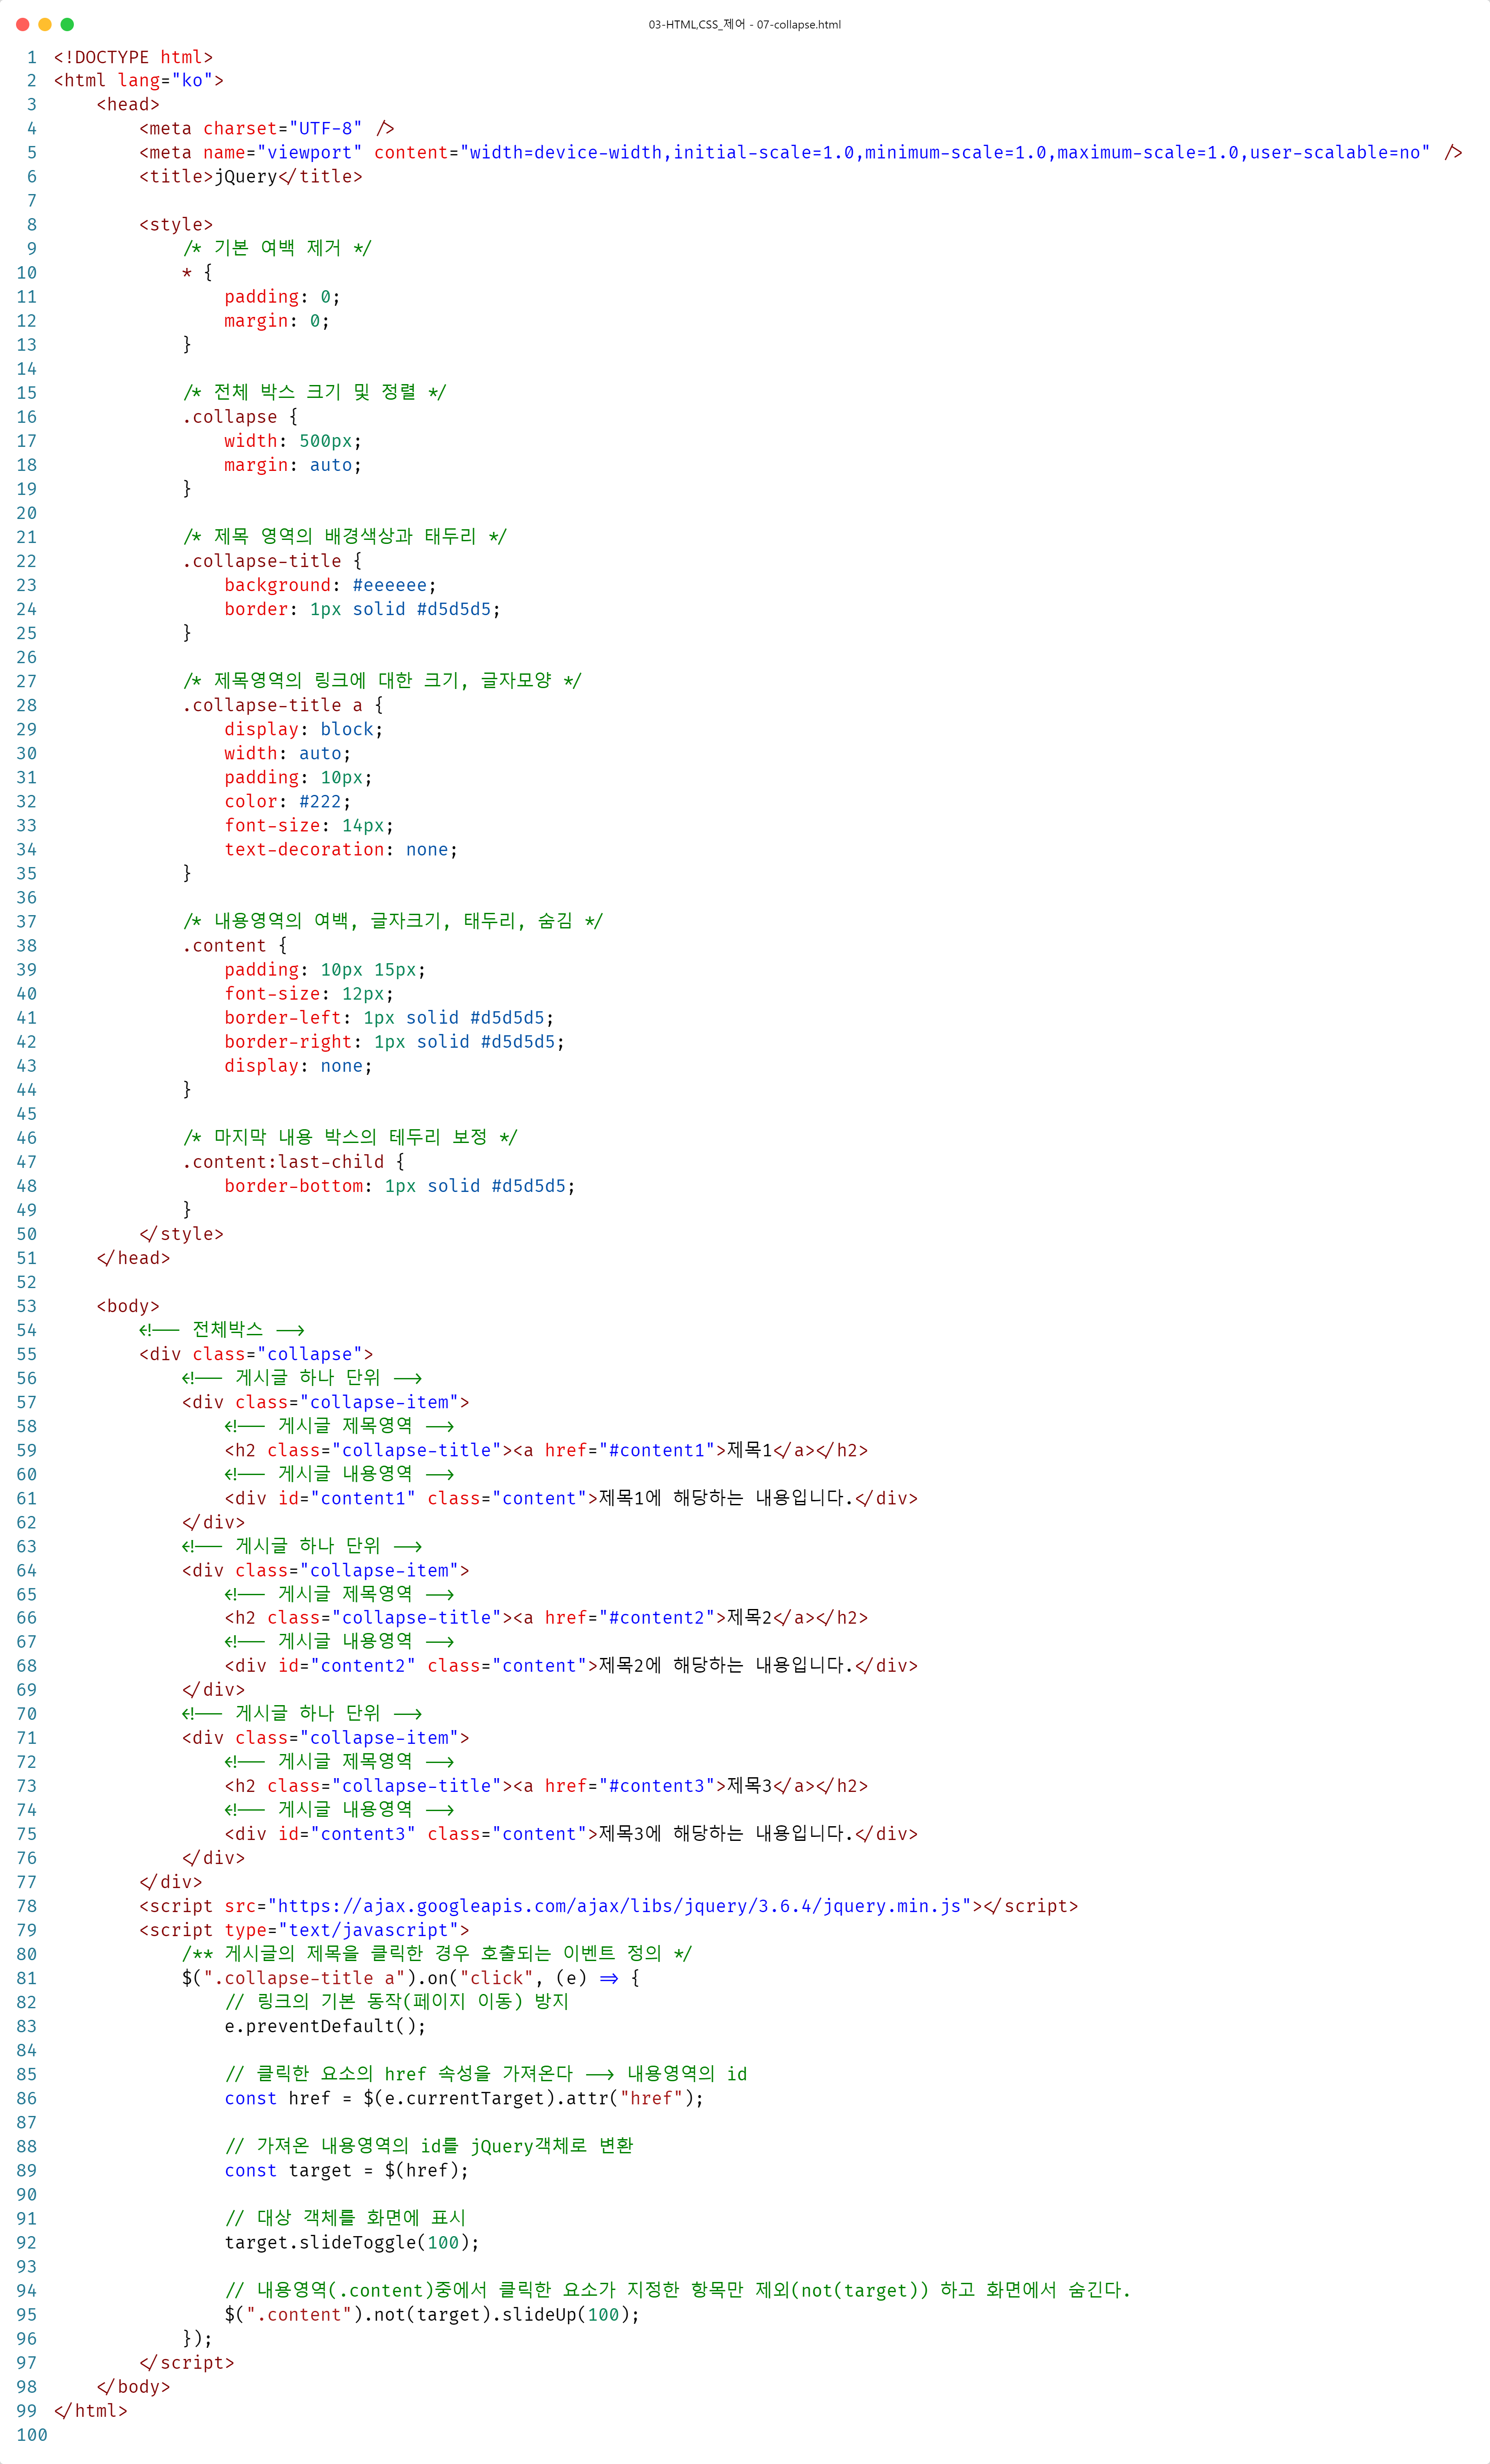 03-HTML,CSS_제어 - 07-collapse.html
1 <!DOCTYPE html>
2 <html lang="ko">
3     <head>
4         <meta charset="UTF-8" />
5         <meta name="viewport" content="width=device-width,initial-scale=1.0,minimum-scale=1.0,maximum-scale=1.0,user-scalable=no" />
6         <title>jQuery</title>
7
8         <style>
9             /* 기본 여백 제거 */
10             * {
11                 padding: 0;
12                 margin: 0;
13             }
14
15             /* 전체 박스 크기 및 정렬 */
16             .collapse {
17                 width: 500px;
18                 margin: auto;
19             }
20
21             /* 제목 영역의 배경색상과 태두리 */
22             .collapse-title {
23                 background: #eeeeee;
24                 border: 1px solid #d5d5d5;
25             }
26
27             /* 제목영역의 링크에 대한 크기, 글자모양 */
28             .collapse-title a {
29                 display: block;
30                 width: auto;
31                 padding: 10px;
32                 color: #222;
33                 font-size: 14px;
34                 text-decoration: none;
35             }
36
37             /* 내용영역의 여백, 글자크기, 태두리, 숨김 */
38             .content {
39                 padding: 10px 15px;
40                 font-size: 12px;
41                 border-left: 1px solid #d5d5d5;
42                 border-right: 1px solid #d5d5d5;
43                 display: none;
44             }
45
46             /* 마지막 내용 박스의 테두리 보정 */
47             .content:last-child {
48                 border-bottom: 1px solid #d5d5d5;
49             }
50         </style>
51     </head>
52
53     <body>
54         <!-- 전체박스 -->
55         <div class="collapse">
56             <!-- 게시글 하나 단위 -->
57             <div class="collapse-item">
58                 <!-- 게시글 제목영역 -->
59                 <h2 class="collapse-title"><a href="#content1">제목1</a></h2>
60                 <!-- 게시글 내용영역 -->
61                 <div id="content1" class="content">제목1에 해당하는 내용입니다.</div>
62             </div>
63             <!-- 게시글 하나 단위 -->
64             <div class="collapse-item">
65                 <!-- 게시글 제목영역 -->
66                 <h2 class="collapse-title"><a href="#content2">제목2</a></h2>
67                 <!-- 게시글 내용영역 -->
68                 <div id="content2" class="content">제목2에 해당하는 내용입니다.</div>
69             </div>
70             <!-- 게시글 하나 단위 -->
71             <div class="collapse-item">
72                 <!-- 게시글 제목영역 -->
73                 <h2 class="collapse-title"><a href="#content3">제목3</a></h2>
74                 <!-- 게시글 내용영역 -->
75                 <div id="content3" class="content">제목3에 해당하는 내용입니다.</div>
76             </div>
77         </div>
78         <script src="https://ajax.googleapis.com/ajax/libs/jquery/3.6.4/jquery.min.js"></script>
79         <script type="text/javascript">
80             /** 게시글의 제목을 클릭한 경우 호출되는 이벤트 정의 */
81             $(".collapse-title a").on("click", (e) => {
82                 // 링크의 기본 동작(페이지 이동) 방지
83                 e.preventDefault();
84
85                 // 클릭한 요소의 href 속성을 가져온다 --> 내용영역의 id
86                 const href = $(e.currentTarget).attr("href");
87
88                 // 가져온 내용영역의 id를 jQuery객체로 변환
89                 const target = $(href);
90
91                 // 대상 객체를 화면에 표시
92                 target.slideToggle(100);
93
94                 // 내용영역(.content)중에서 클릭한 요소가 지정한 항목만 제외(not(target)) 하고 화면에서 숨긴다.
95                 $(".content").not(target).slideUp(100);
96             });
97         </script>
98     </body>
99 </html>
100